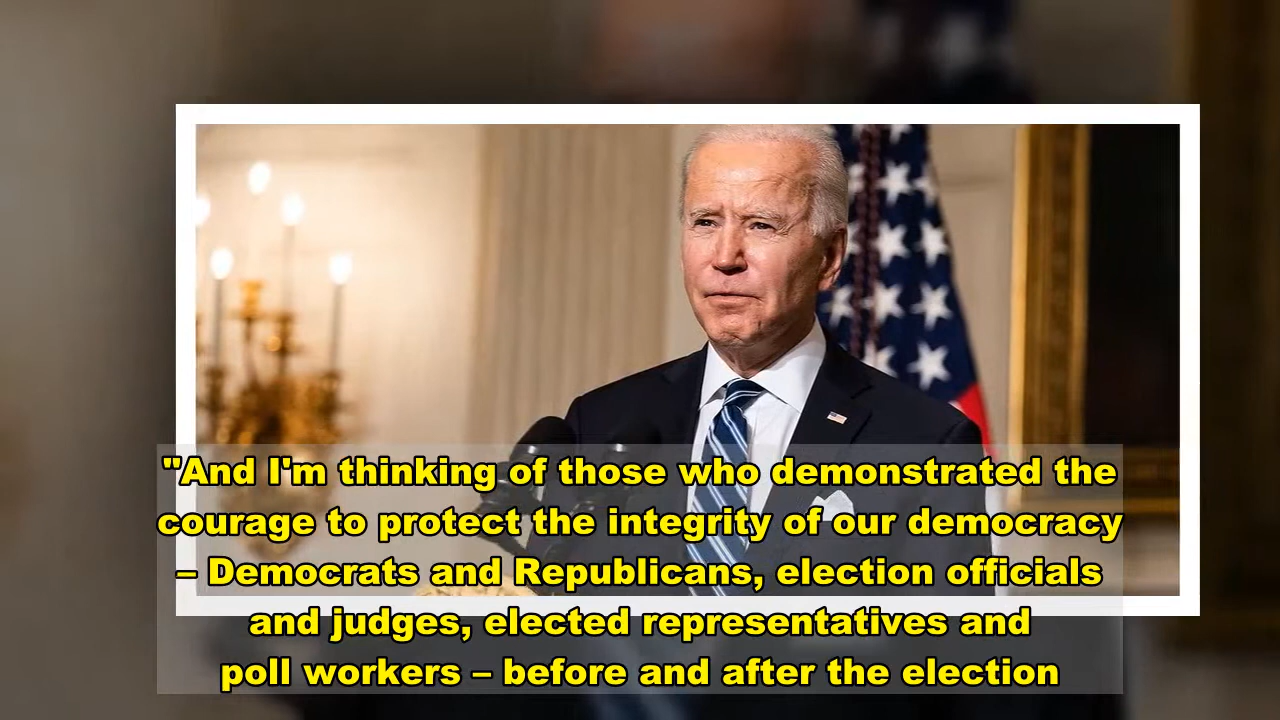 "And I'm thinking of those who demonstrated the
courage to protect the integrity of our democracy
– Democrats and Republicans, election officials
and judges, elected representatives and
poll workers – before and after the election